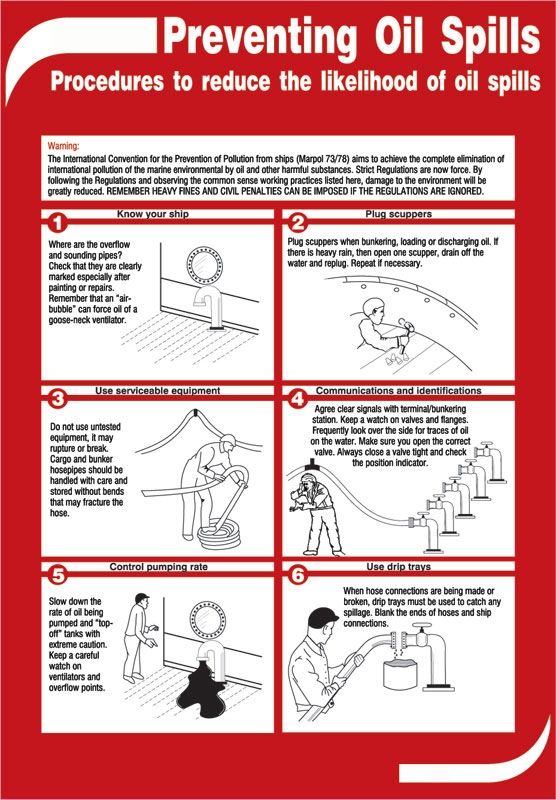 Preventing Oil Spills
Procedures to reduce the likelihood of oil spills
Warning:
The International Convention for the Prevention of Pollution from ships (Marpol 73/78) aims to achieve the complete elimination of
international pollution of the marine environmental by oil and other harmful substances. Strict Regulations are now force. By
following the Regulations and observing the common sense working practices listed here, damage to the environment will be
greatly reduced. REMEMBER HEAVY FINES AND CIVIL PENALTIES CAN BE IMPOSED IF THE REGULATIONS ARE IGNORED.
1
Know your ship
Where are the overflow
and sounding pipes?
Check that they are clearly
marked especially after
painting or repairs.
Remember that an “air-
bubble” can force oil of a
goose-neck ventilator.
2
Plug scuppers
Plug scuppers when bunkering, loading or discharging oil. If
there is heavy rain, then open one scupper, drain off the
water and replug. Repeat if necessary.
3
Use serviceable equipment
Do not use untested
equipment, it may
rupture or break.
Cargo and bunker
hosepipes should be
handled with care and
stored without bends
that may fracture the
hose.
4
Communications and identifications
Agree clear signals with terminal/bunkering
station. Keep a watch on valves and flanges.
Frequently look over the side for traces of oil
on the water. Make sure you open the correct
valve. Always close a valve tight and check
the position indicator.
5
Control pumping rate
Slow down the
rate of oil being
pumped and “top-
off” tanks with
extreme caution.
Keep a careful
watch on
ventilators and
overflow points.
6
Use drip trays
When hose connections are being made or
broken, drip trays must be used to catch any
spillage. Blank the ends of hoses and ship
connections.